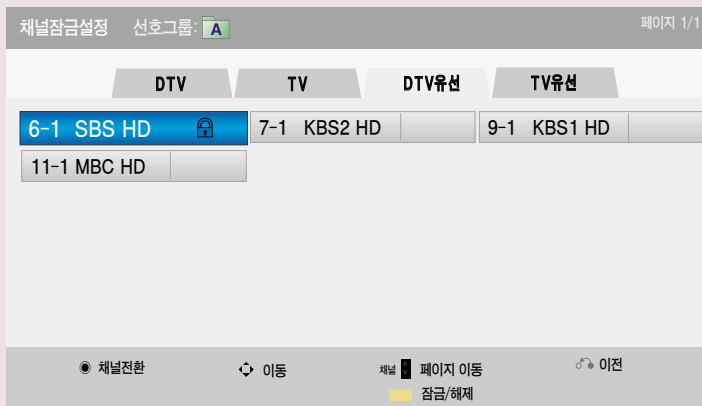 채널잠금설정 선호그룹: A 페이지 1/1
DTV TV DTV유선 TV유선
6-1 SBS HD 7-1 KBS2 HD 9-1 KBS1 HD
11-1 MBC HD
채널전환 이동 채널 페이지 이동 이전
잠금/해제